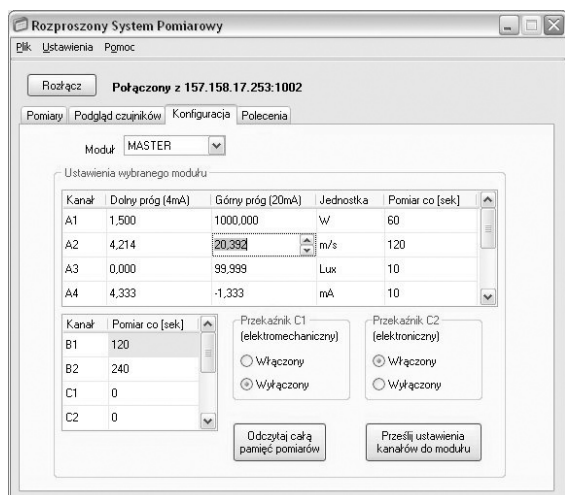 Rozproszony System Pomiarowy
Plik Ustawienia Pomoc
Rozłącz Połączony z 157.158.17.253:1002
Pomiary Podgląd czujników Konfiguracja Polecenia
Moduł MASTER
Ustawienia wybranego modułu
Kanał Dolny próg (4mA) Górny próg (20mA) Jednostka Pomiar co [sek]
A1 1,500 1000,000 W 60
A2 4,214 20,392 m/s 120
A3 0,000 99,999 Lux 10
A4 4,333 -1,333 mA 10
Kanał Pomiar co [sek]
B1 120
B2 240
C1 0
C2 0
Przekaźnik C1
(elektromechaniczny)
Włączony
Wyłączony
Przekaźnik C2
(elektroniczny)
Włączony
Wyłączony
Odczytaj całą
pamięć pomiarów
Prześlij ustawienia
kanałów do modułu